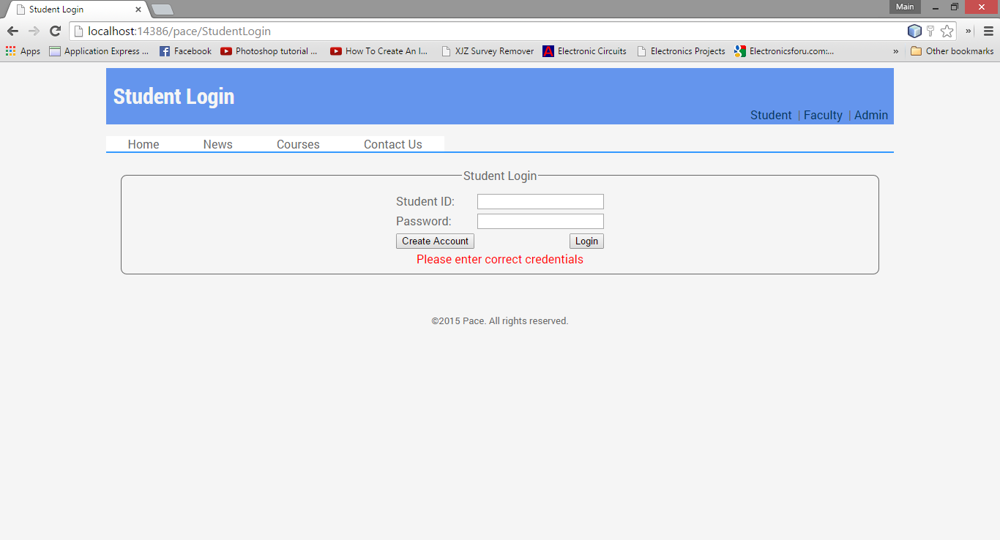 Student Login
Main
localhost:14386/pace/StudentLogin
Apps Application Express ... Facebook Photoshop tutorial ... How To Create An I... XJZ Survey Remover Electronic Circuits Electronics Projects Electronicsforu.com:... » Other bookmarks
Student Login
Student | Faculty | Admin
Home News Courses Contact Us
Student Login
Student ID:
Password:
Create Account Login
Please enter correct credentials
©2015 Pace. All rights reserved.